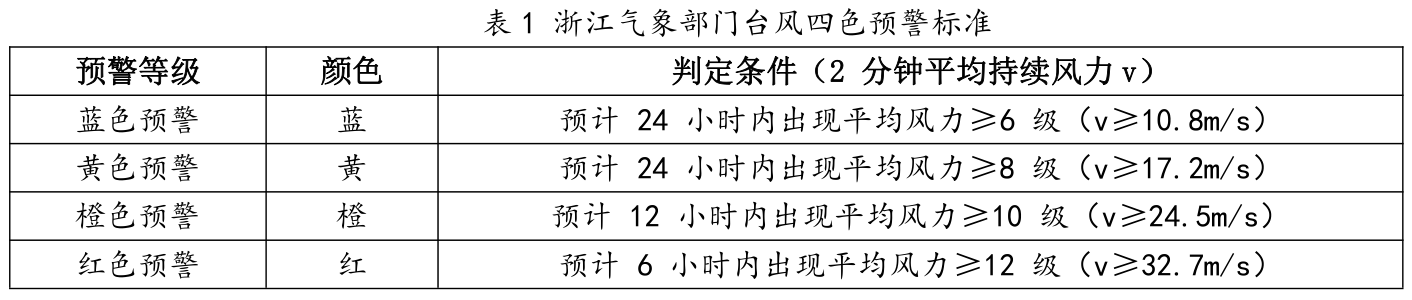 表 1 浙江气象部门台风四色预警标准
预警等级 颜色 判定条件（2 分钟平均持续风力 v）
蓝色预警 蓝 预计 24 小时内出现平均风力≥6 级（v≥10.8m/s）
黄色预警 黄 预计 24 小时内出现平均风力≥8 级（v≥17.2m/s）
橙色预警 橙 预计 12 小时内出现平均风力≥10 级（v≥24.5m/s）
红色预警 红 预计 6 小时内出现平均风力≥12 级（v≥32.7m/s）